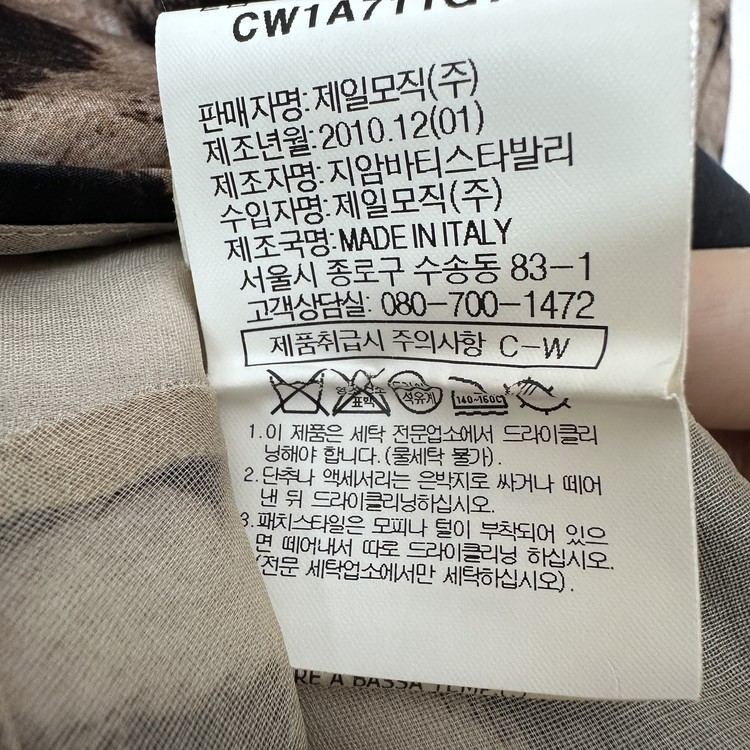 판매자명:제일모직(주)
제조년월:2010.12(01)
제조자명:지암바티스타발리
수입자명:제일모직(주)
제조국명:MADE IN ITALY
서울시 종로구 수송동 83-1
고객상담실: 080-700-1472
제품취급시 주의사항 C-W
표백 석유계 140~150C
1.이 제품은 세탁 전문업소에서 드라이클리
닝해야 합니다.(물세탁 불가).
2.단추나 액세서리는 은박지로 싸거나 떼어
낸 뒤 드라이클리닝하십시오.
3.패치스타일은 모피나 털이 부착되어 있으
면 떼어내서 따로 드라이클리닝 하십시오.
(전문 세탁업소에서만 세탁하십시오).
RE A BASSA